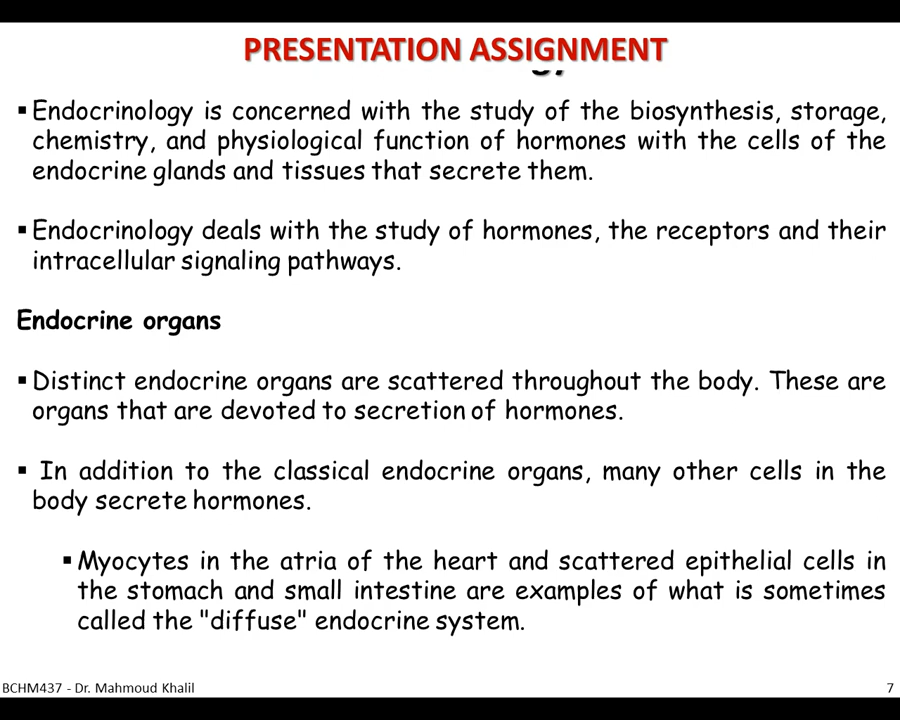 PRESENTATION ASSIGNMENT
▪ Endocrinology is concerned with the study of the biosynthesis, storage,
chemistry, and physiological function of hormones with the cells of the
endocrine glands and tissues that secrete them.
▪ Endocrinology deals with the study of hormones, the receptors and their
intracellular signaling pathways.
Endocrine organs
▪ Distinct endocrine organs are scattered throughout the body. These are
organs that are devoted to secretion of hormones.
▪ In addition to the classical endocrine organs, many other cells in the
body secrete hormones.
▪ Myocytes in the atria of the heart and scattered epithelial cells in
the stomach and small intestine are examples of what is sometimes
called the "diffuse" endocrine system.
BCHM437 - Dr. Mahmoud Khalil
7